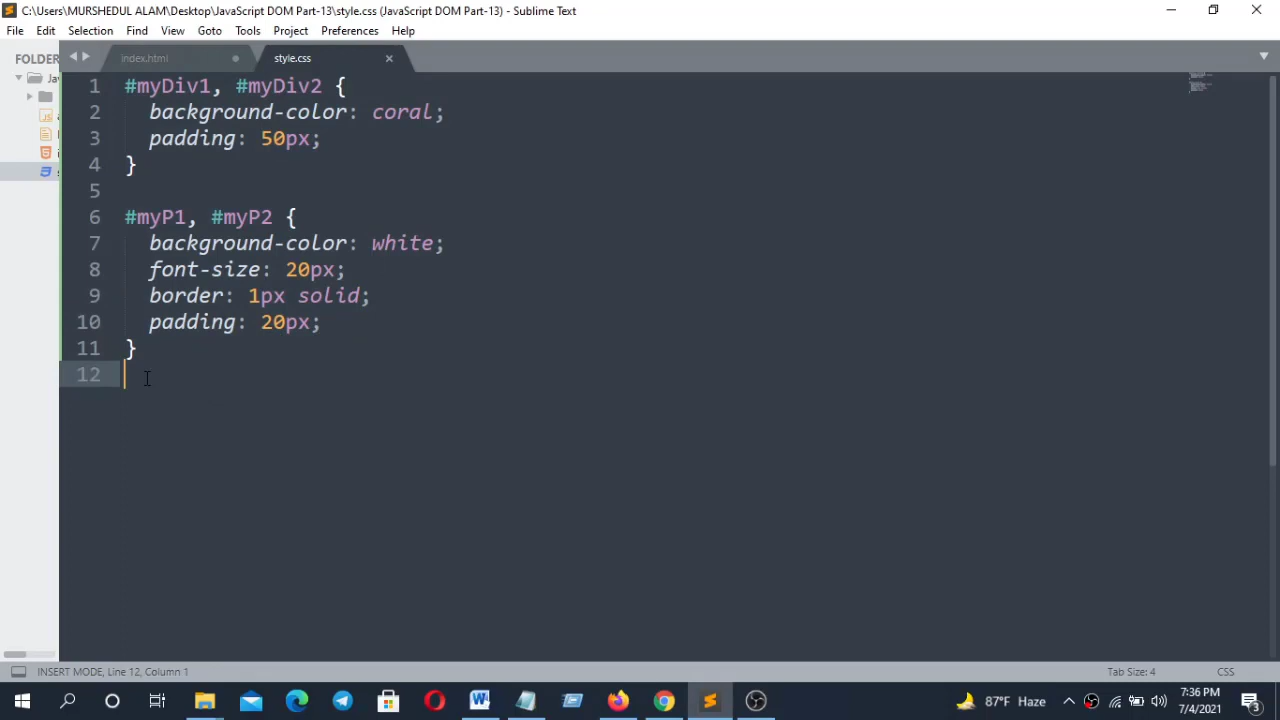 C:\Users\MURSHEDUL ALAM\Desktop\JavaScript DOM Part-13\style.css (JavaScript DOM Part-13) - Sublime Text
File Edit Selection Find View Goto Tools Project Preferences Help
FOLDER
index.html
style.css
1 #myDiv1, #myDiv2 {
2 background-color: coral;
3 padding: 50px;
4 }
5
6 #myP1, #myP2 {
7 background-color: white;
8 font-size: 20px;
9 border: 1px solid;
10 padding: 20px;
11 }
12
INSERT MODE, Line 12, Column 1
Tab Size: 4
CSS
87°F Haze
7:36 PM
7/4/2021
3